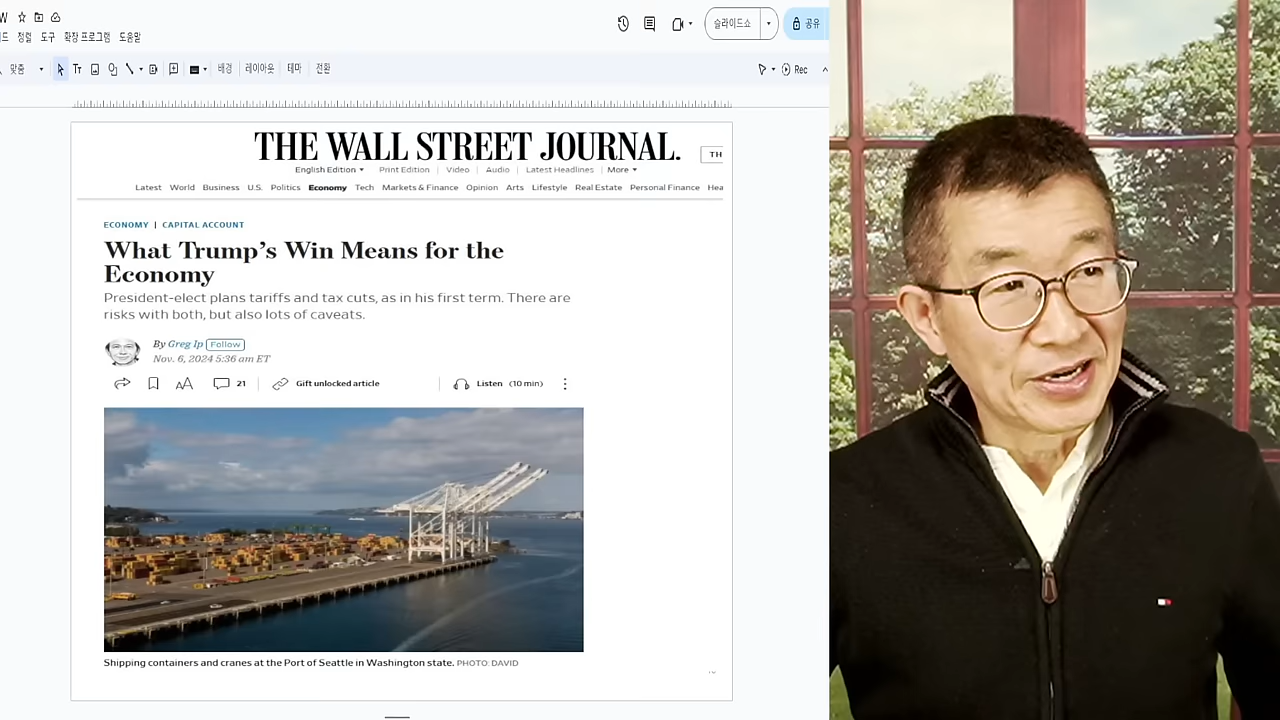 슬라이드쇼
공유
정렬 도구 확장 프로그램 도움말
맞춤
Tт
배경 레이아웃 테마 전환
Rec
THE WALL STREET JOURNAL.
TH
English Edition Print Edition Video Audio Latest Headlines More
Latest World Business U.S. Politics Economy Tech Markets & Finance Opinion Arts Lifestyle Real Estate Personal Finance Hea
ECONOMY | CAPITAL ACCOUNT
What Trump's Win Means for the
Economy
President-elect plans tariffs and tax cuts, as in his first term. There are
risks with both, but also lots of caveats.
By Greg Ip Follow
Nov. 6, 2024 5:36 am ET
AA 21 Gift unlocked article Listen (10 min)
Shipping containers and cranes at the Port of Seattle in Washington state. PHOTO: DAVID